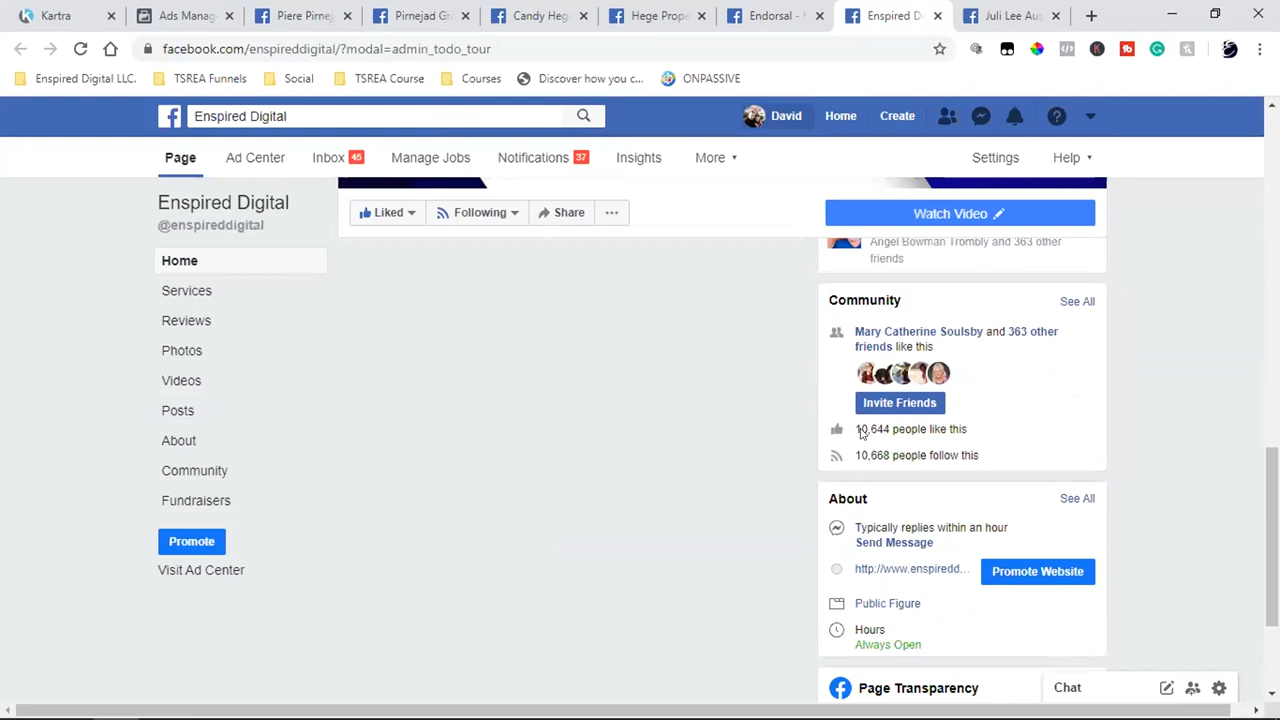 Kartra
Ads Manag
Piere Pirnej
Pirnejad Gr
Candy Heg
Hege Prope
Endorsal -
Enspired D
Juli Lee Aus
facebook.com/enspireddigital/?modal=admin_todo_tour
Enspired Digital LLC.
TSREA Funnels
Social
TSREA Course
Courses
Discover how you c...
ONPASSIVE
Enspired Digital
David
Home
Create
Page
Ad Center
Inbox 45
Manage Jobs
Notifications 37
Insights
More
Settings
Help
Enspired Digital
@enspireddigital
Home
Services
Reviews
Photos
Videos
Posts
About
Community
Fundraisers
Promote
Visit Ad Center
Liked
Following
Share
Watch Video
Angel Bowman Trombly and 363 other
friends
Community
See All
Mary Catherine Soulsby and 363 other
friends like this
Invite Friends
10,644 people like this
10,668 people follow this
About
See All
Typically replies within an hour
Send Message
http://www.enspiredd...
Promote Website
Public Figure
Hours
Always Open
Page Transparency
Chat